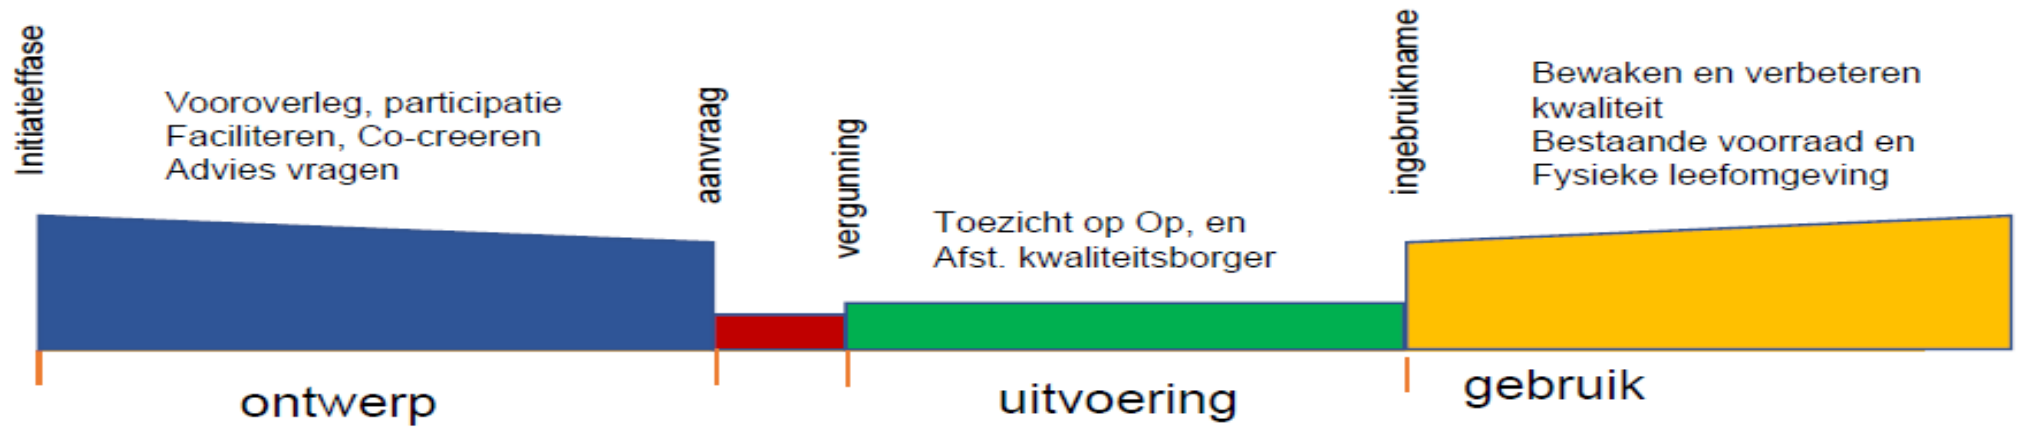 Initiatieffase
Vooroverleg, participatie
Faciliteren, Co-creeren
Advies vragen
aanvraag
vergunning
Toezicht op Op, en
Afst. kwaliteitsborger
ingebruikname
Bewaken en verbeteren
kwaliteit
Bestaande voorraad en
Fysieke leefomgeving
ontwerp
uitvoering
gebruik